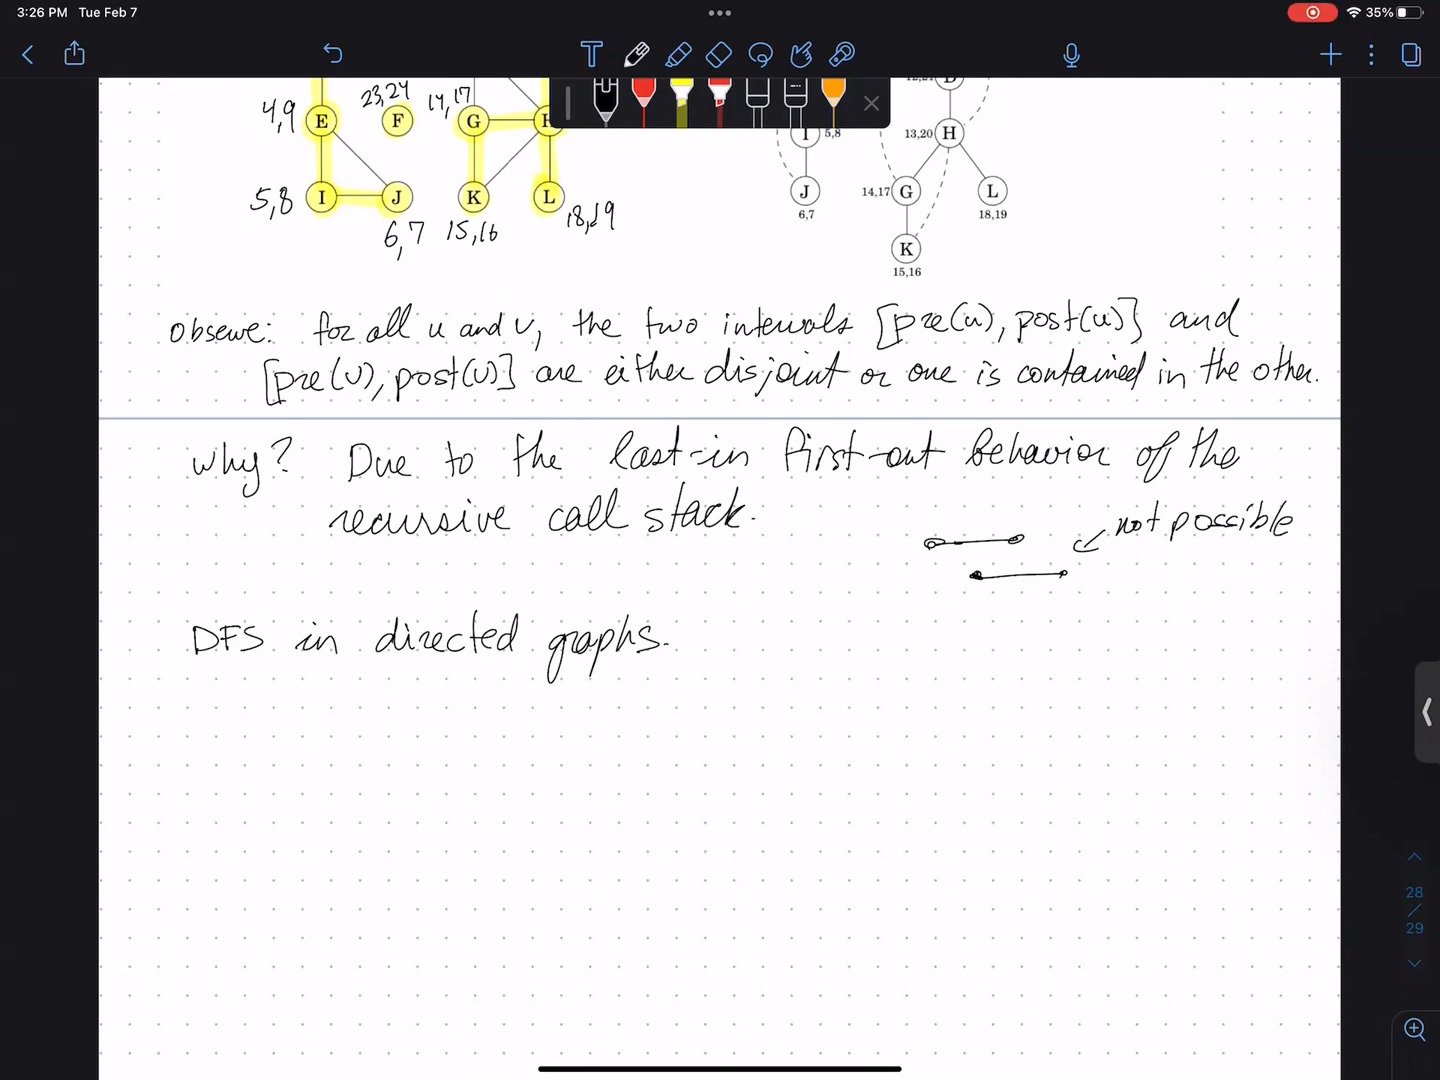 3:26 PM Tue Feb 7
35%
T
23,24
14,17
4,9
E
F
G
5,8
I
J
K
L
18,19
6,7
15,16
I 5,8
J
6,7
13,20 H
14,17 G
L
18,19
K
15,16
Observe: for all u and v, the two intervals [pre(u), post(u)] and
[pre(v), post(v)] are either disjoint or one is contained in the other.
Why? Due to the last-in first-out behavior of the
recursive call stack.
not possible
DFS in directed graphs.
28
/
29